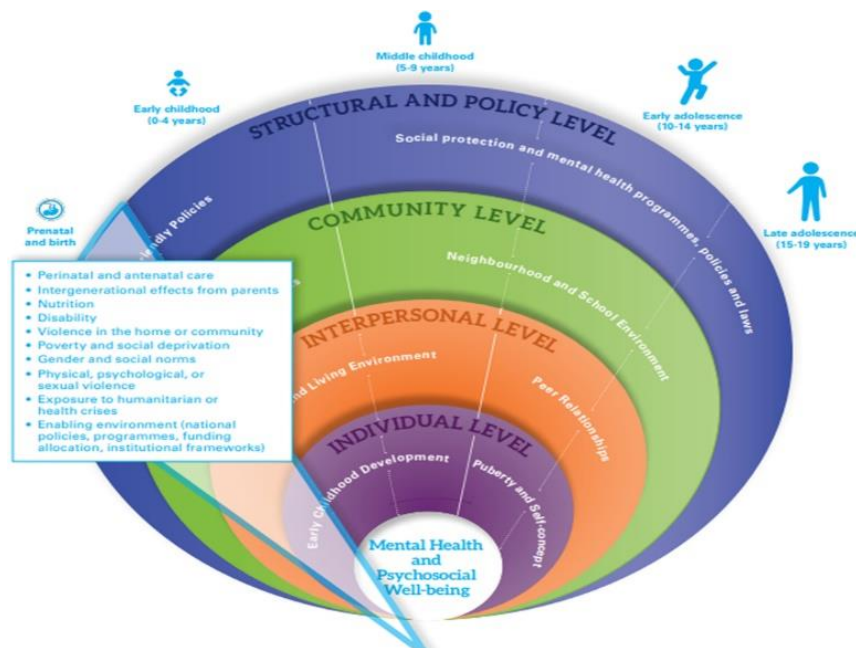 Middle childhood
(5-9 years)
Early childhood
(0-4 years)
Early adolescence
(10-14 years)
Prenatal
and birth
Late adolescence
(15-19 years)
STRUCTURAL AND POLICY LEVEL
Social protection and mental health programmes, policies and laws
Policies
COMMUNITY LEVEL
Neighbourhood and School Environment
INTERPERSONAL LEVEL
and Living Environment
Peer Relationships
INDIVIDUAL LEVEL
Early Childhood Development
Puberty and Self-concept
Mental Health
and
Psychosocial
Well-being
• Perinatal and antenatal care
• Intergenerational effects from parents
• Nutrition
• Disability
• Violence in the home or community
• Poverty and social deprivation
• Gender and social norms
• Physical, psychological, or
sexual violence
• Exposure to humanitarian or
health crises
• Enabling environment (national
policies, programmes, funding
allocation, institutional frameworks)